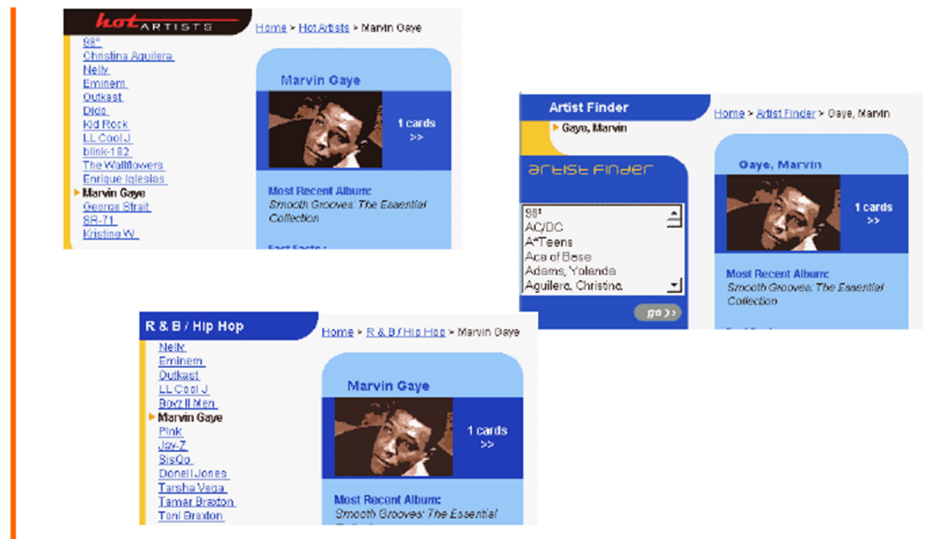 hot ARTISTS
98°
Christina Aguilera
Nelly
Eminem
Outkast
Dido
Kid Rock
LL Cool J
blink-182
The Wallflowers
Enrique Iglesias
Marvin Gaye
George Strait
SR-71
Kristine W.
Home > Hot Artists > Marvin Gaye
Marvin Gaye
1 cards
>>
Most Recent Album:
Smooth Grooves: The Essential
Collection
Artist Finder
Gaye, Marvin
artist finder
98°
AC/DC
A*Teens
Ace of Base
Adams, Yolanda
Aguilera, Christina
go >>
Home > Artist Finder > Gaye, Marvin
Gaye, Marvin
1 cards
>>
Most Recent Album:
Smooth Grooves: The Essential
Collection
R & B / Hip Hop
Nelly
Eminem
Outkast
LL Cool J
Boyz II Men
Marvin Gaye
Pink
Jay-Z
SisQo
Donell Jones
Tarsha Vega
Tamar Braxton
Toni Braxton
Home > R & B / Hip Hop > Marvin Gaye
Marvin Gaye
1 cards
>>
Most Recent Album:
Smooth Grooves: The Essential